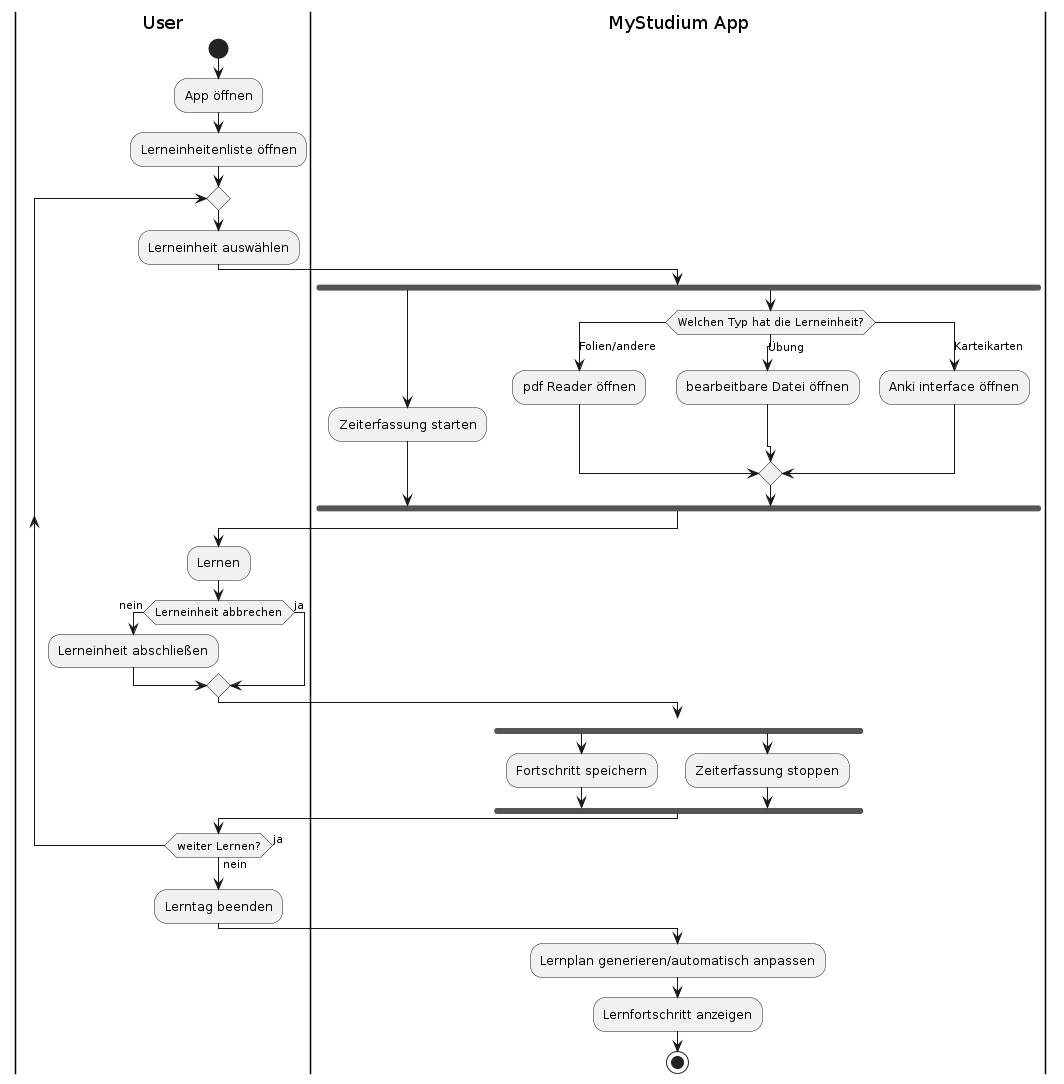 User
MyStudium App
App öffnen
Lerneinheitenliste öffnen
Lerneinheit auswählen
Welchen Typ hat die Lerneinheit?
Folien/andere
Übung
Karteikarten
pdf Reader öffnen
bearbeitbare Datei öffnen
Anki interface öffnen
Zeiterfassung starten
Lernen
nein
Lerneinheit abbrechen
ja
Lerneinheit abschließen
Fortschritt speichern
Zeiterfassung stoppen
weiter Lernen?
ja
nein
Lerntag beenden
Lernplan generieren/automatisch anpassen
Lernfortschritt anzeigen